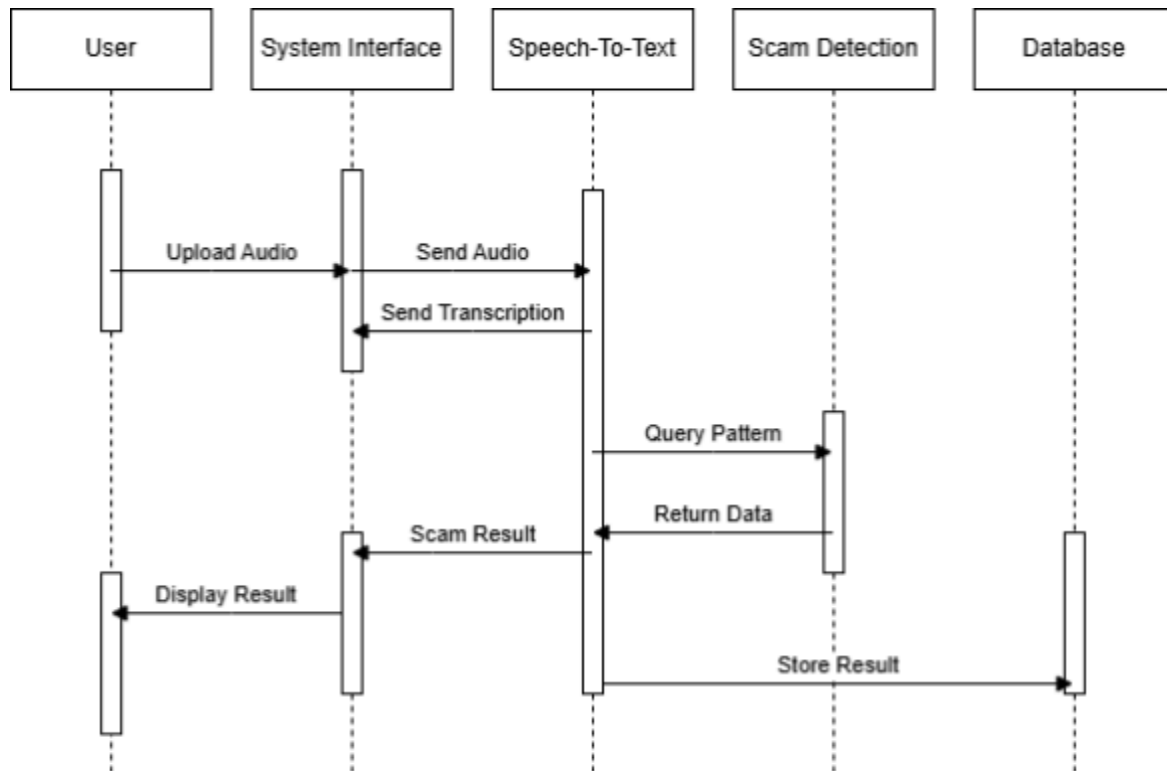 User
System Interface
Speech-To-Text
Scam Detection
Database
Upload Audio
Send Audio
Send Transcription
Query Pattern
Return Data
Scam Result
Display Result
Store Result